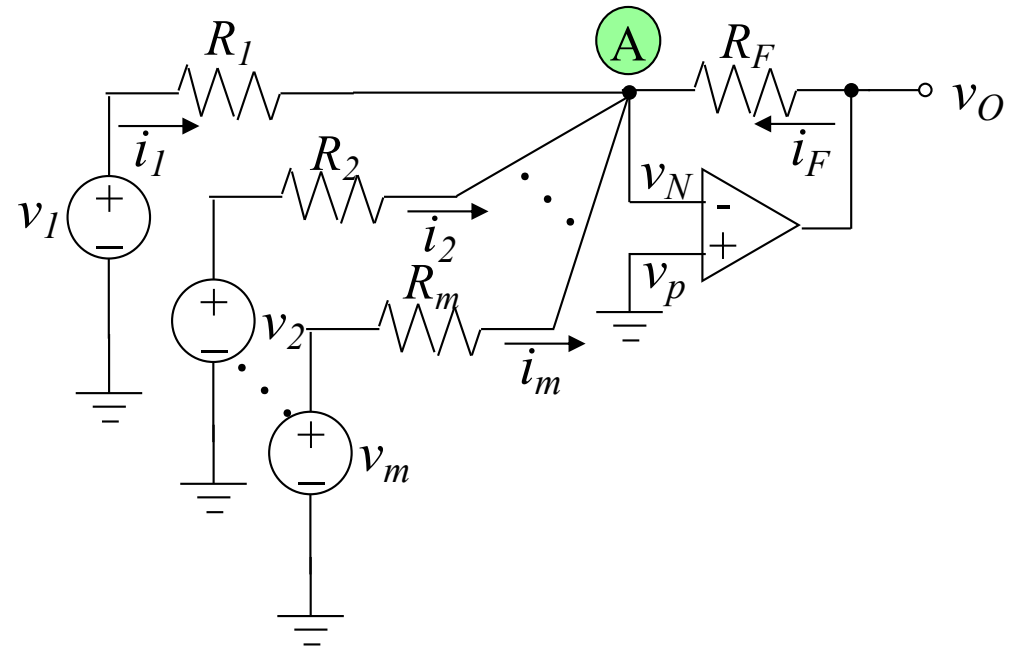 R1
A
RF
vO
i1
iF
R2
vN
-
v1
+
−
i2
+
vp
Rm
+
−
v2
im
+
−
vm